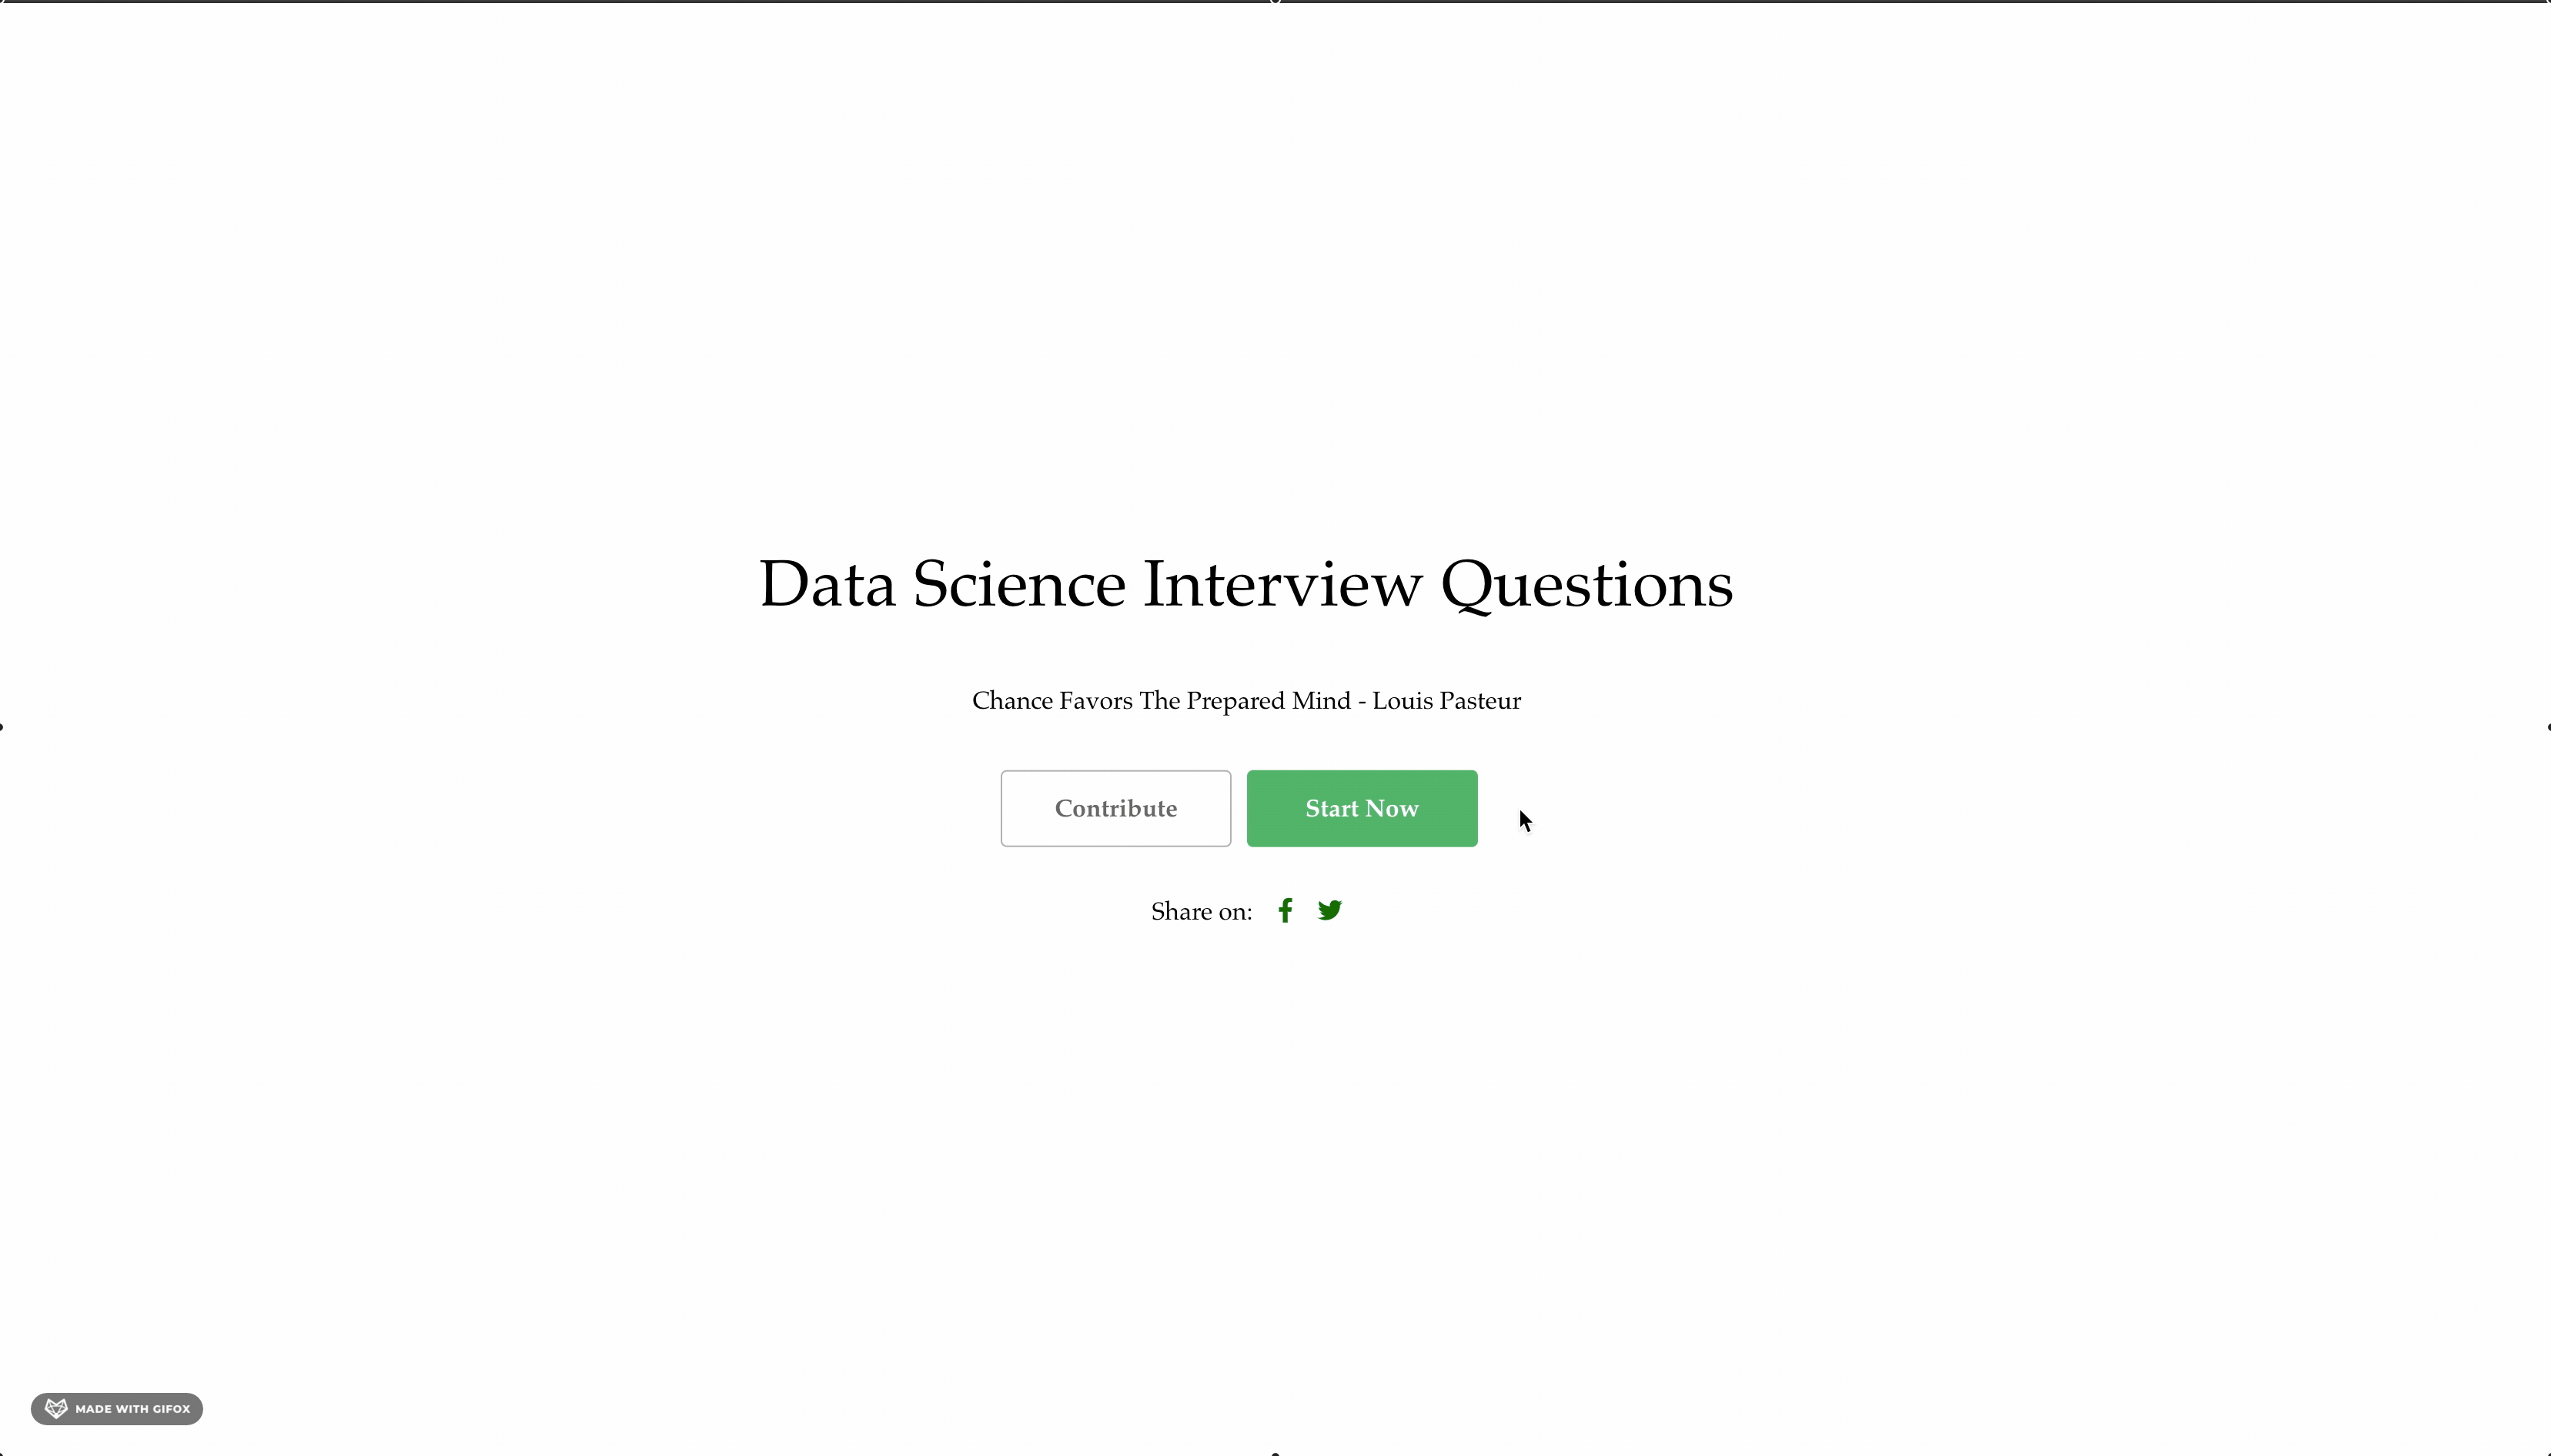 Data Science Interview Questions
Chance Favors The Prepared Mind - Louis Pasteur
Contribute
Start Now
Share on:
MADE WITH GIFOX